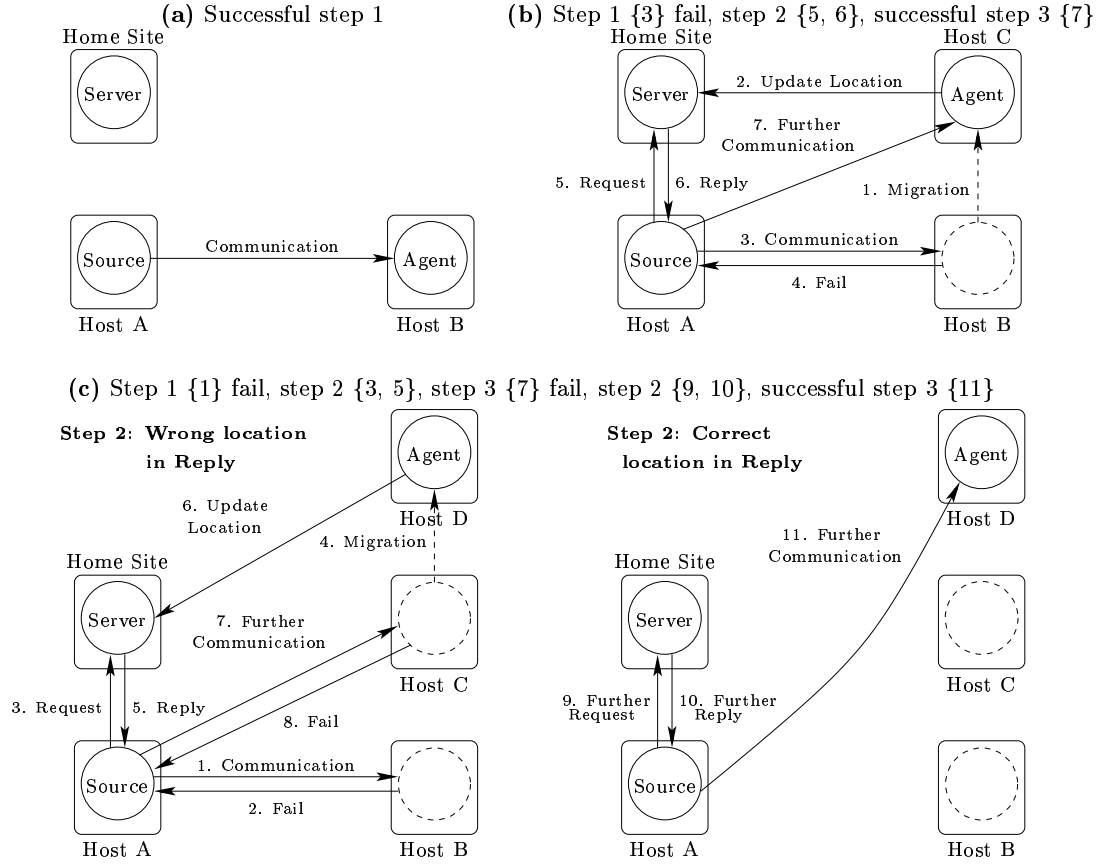 (a) Successful step 1
Home Site
Server
Source
Communication
Agent
Host A
Host B
(b) Step 1 {3} fail, step 2 {5, 6}, successful step 3 {7}
Home Site
Host C
Server
2. Update Location
Agent
7. Further
Communication
5. Request
6. Reply
1. Migration
Source
3. Communication
4. Fail
Host A
Host B
(c) Step 1 {1} fail, step 2 {3, 5}, step 3 {7} fail, step 2 {9, 10}, successful step 3 {11}
Step 2: Wrong location
in Reply
Agent
6. Update
Location
Host D
4. Migration
Home Site
Server
7. Further
Communication
Host C
3. Request
5. Reply
8. Fail
Source
1. Communication
2. Fail
Host A
Host B
Step 2: Correct
location in Reply
Agent
Host D
11. Further
Communication
Home Site
Server
Host C
9. Further
Request
10. Further
Reply
Source
Host A
Host B